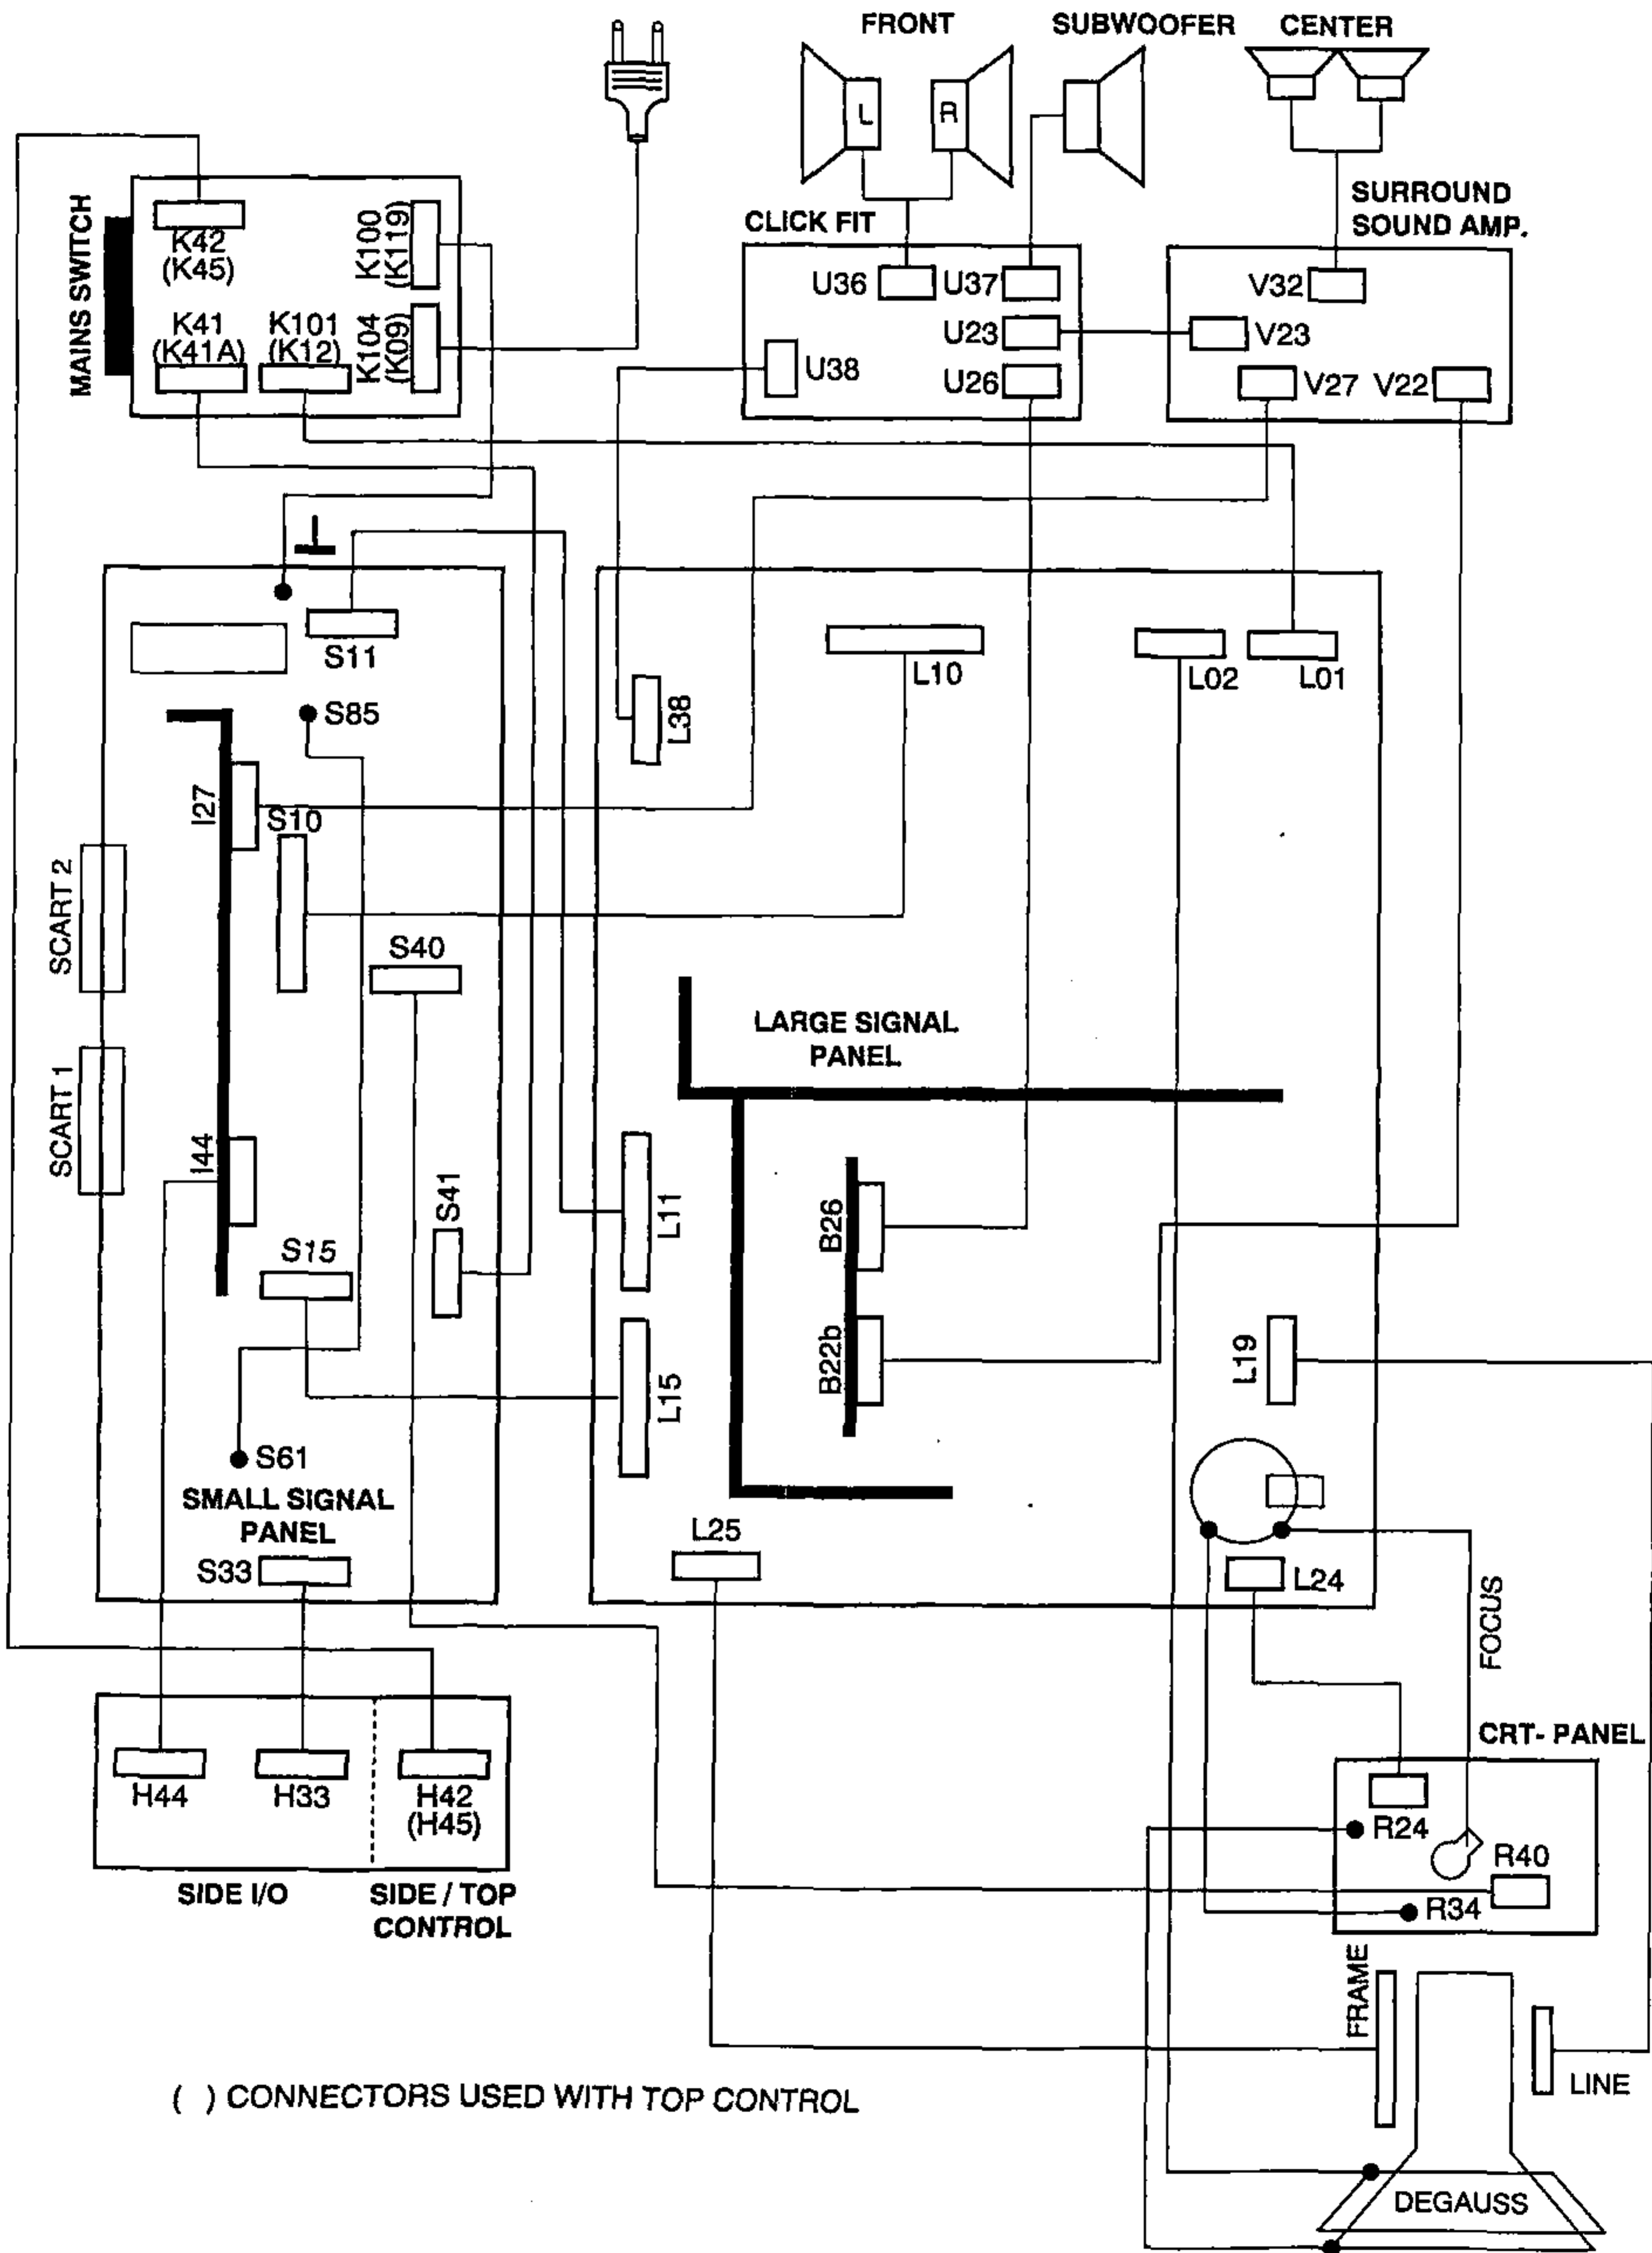 FRONT
SUBWOOFER
CENTER
L
R
MAINS SWITCH
K42
(K45)
K100
(K119)
K41
(K41A)
K101
(K12)
K104
(K09)
CLICK FIT
U36
U37
U23
U38
U26
SURROUND
SOUND AMP.
V32
V23
V27
V22
S11
S85
I27
S10
SCART 2
S40
SCART 1
I44
S41
S15
S61
SMALL SIGNAL
PANEL
S33
L10
L02
L01
L38
LARGE SIGNAL
PANEL
L11
B26
B22b
L15
L19
L25
L24
FOCUS
H44
H33
H42
(H45)
SIDE I/O
SIDE / TOP
CONTROL
CRT- PANEL
R24
R40
R34
FRAME
LINE
DEGAUSS
( ) CONNECTORS USED WITH TOP CONTROL